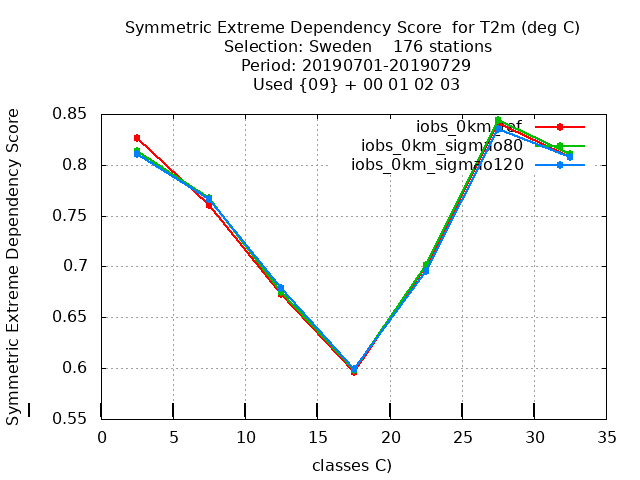 Symmetric Extreme Dependency Score for T2m (deg C)
Selection: Sweden 176 stations
Period: 20190701-20190729
Used {09} + 00 01 02 03
Symmetric Extreme Dependency Score
0.85
0.8
0.75
0.7
0.65
0.6
0.55
iobs_0km_ref
iobs_0km_sigmao80
iobs_0km_sigmao120
0 5 10 15 20 25 30 35
classes C)